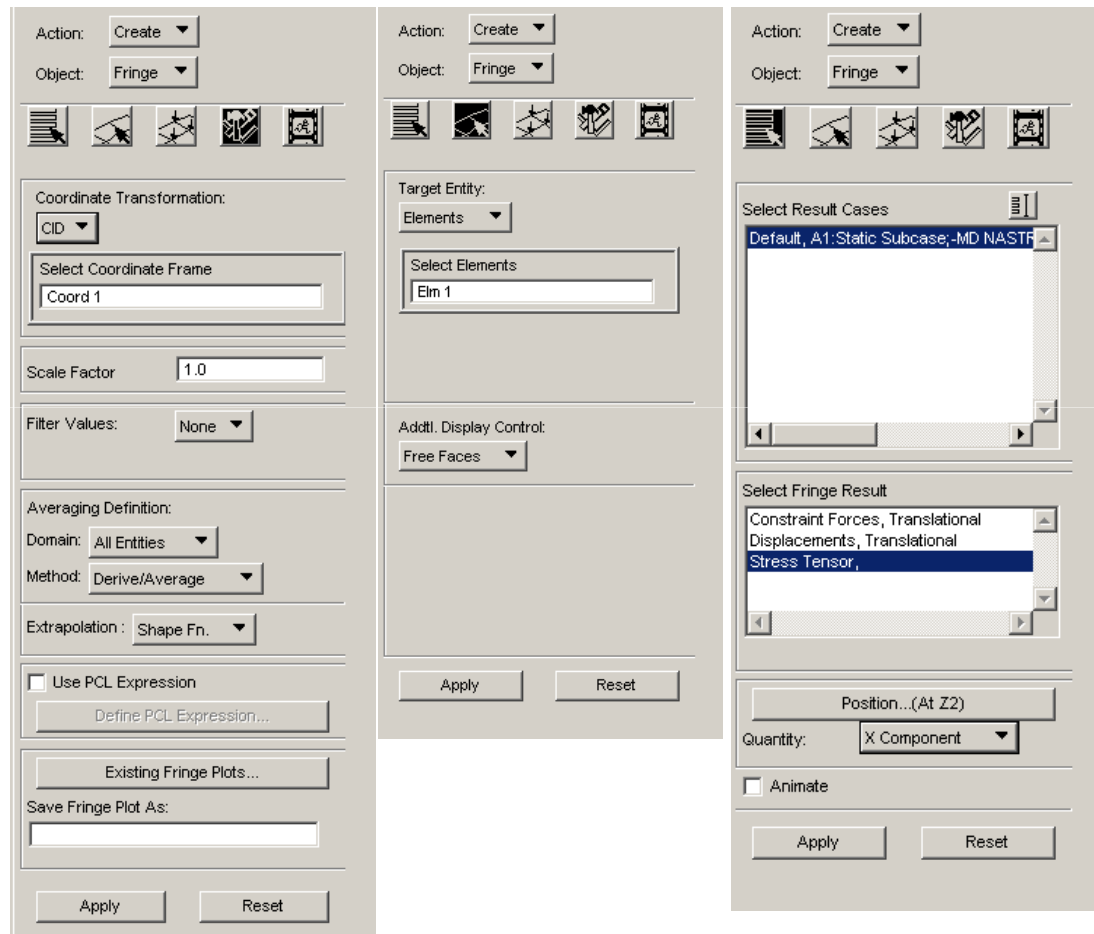 Action: Create
Object: Fringe
Coordinate Transformation:
CID
Select Coordinate Frame
Coord 1
Scale Factor 1.0
Filter Values: None
Averaging Definition:
Domain: All Entities
Method: Derive/Average
Extrapolation : Shape Fn.
Use PCL Expression
Define PCL Expression...
Existing Fringe Plots...
Save Fringe Plot As:
Apply Reset
Action: Create
Object: Fringe
Target Entity:
Elements
Select Elements
Elm 1
Addtl. Display Control:
Free Faces
Apply Reset
Action: Create
Object: Fringe
Select Result Cases
Default, A1:Static Subcase;-MD NASTR
Select Fringe Result
Constraint Forces, Translational
Displacements, Translational
Stress Tensor,
Position...(At Z2)
Quantity: X Component
Animate
Apply Reset